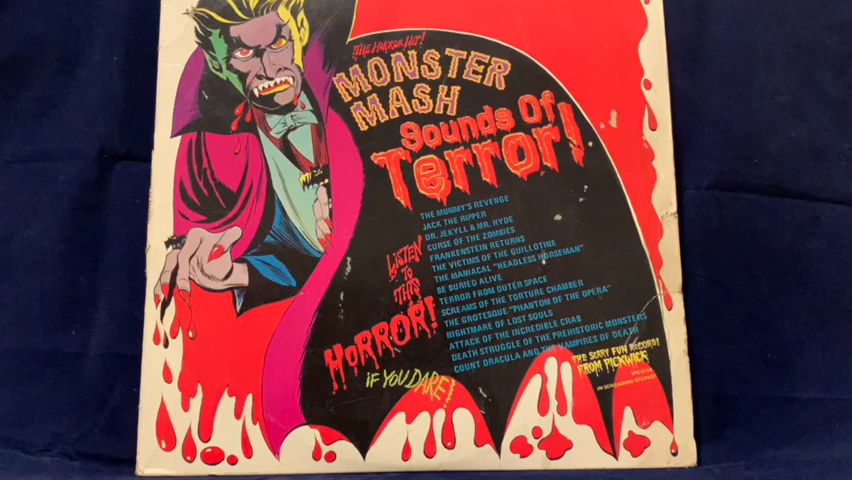 THE HORROR HIT!
MONSTER
MASH
Sounds Of
Terror!
THE MUMMY'S REVENGE
JACK THE RIPPER
DR. JEKYLL & MR. HYDE
CURSE OF THE ZOMBIES
FRANKENSTEIN RETURNS
THE VICTIMS OF THE GUILLOTINE
THE MANIACAL "HEADLESS HORSEMAN"
BE BURIED ALIVE
TERROR FROM OUTER SPACE
SCREAMS OF THE TORTURE CHAMBER
THE GROTESQUE "PHANTOM OF THE OPERA"
NIGHTMARE OF LOST SOULS
ATTACK OF THE INCREDIBLE CRAB
DEATH STRUGGLE OF THE PREHISTORIC MONSTERS
COUNT DRACULA AND THE VAMPIRES OF DEATH
LISTEN
TO
THIS
HORROR!
iF YOU DARE!
THE SCARY FUN RECORD!
FROM PICKWICK
IN SCREAMING STEREO!